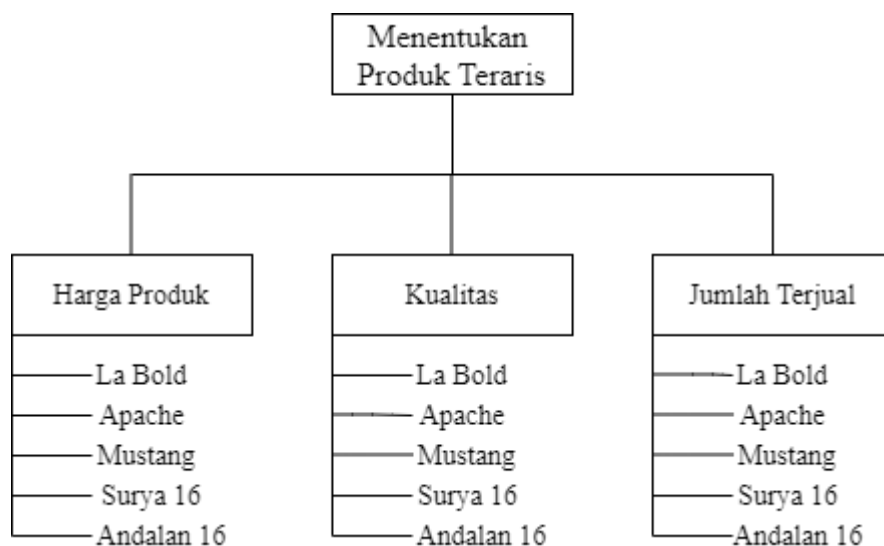 Menentukan
Produk Teraris
Harga Produk
La Bold
Apache
Mustang
Surya 16
Andalan 16
Kualitas
La Bold
Apache
Mustang
Surya 16
Andalan 16
Jumlah Terjual
La Bold
Apache
Mustang
Surya 16
Andalan 16